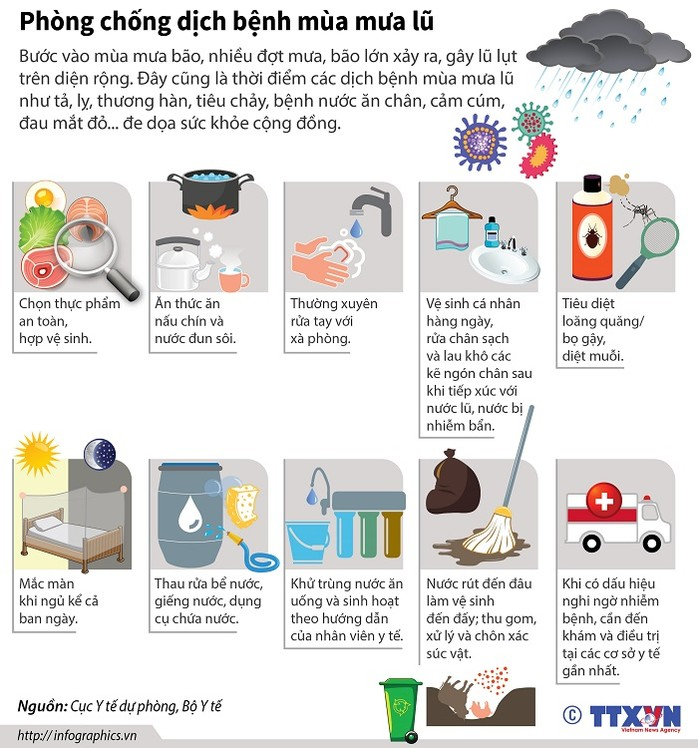 Phòng chống dịch bệnh mùa mưa lũ
Bước vào mùa mưa bão, nhiều đợt mưa, bão lớn xảy ra, gây lũ lụt
trên diện rộng. Đây cũng là thời điểm các dịch bệnh mùa mưa lũ
như tả, lỵ, thương hàn, tiêu chảy, bệnh nước ăn chân, cảm cúm,
đau mắt đỏ... đe dọa sức khỏe cộng đồng.
Chọn thực phẩm
an toàn,
hợp vệ sinh.
Ăn thức ăn
nấu chín và
nước đun sôi.
Thường xuyên
rửa tay với
xà phòng.
Vệ sinh cá nhân
hàng ngày,
rửa chân sạch
và lau khô các
kẽ ngón chân sau
khi tiếp xúc với
nước lũ, nước bị
nhiễm bẩn.
Tiêu diệt
loăng quăng/
bọ gậy,
diệt muỗi.
Mắc màn
khi ngủ kể cả
ban ngày.
Thau rửa bể nước,
giếng nước, dụng
cụ chứa nước.
Khử trùng nước ăn
uống và sinh hoạt
theo hướng dẫn
của nhân viên y tế.
Nước rút đến đâu
làm vệ sinh
đến đấy; thu gom,
xử lý và chôn xác
súc vật.
Khi có dấu hiệu
nghi ngờ nhiễm
bệnh, cần đến
khám và điều trị
tại các cơ sở y tế
gần nhất.
Nguồn: Cục Y tế dự phòng, Bộ Y tế
© TTXVN
Vietnam News Agency
http://infographics.vn